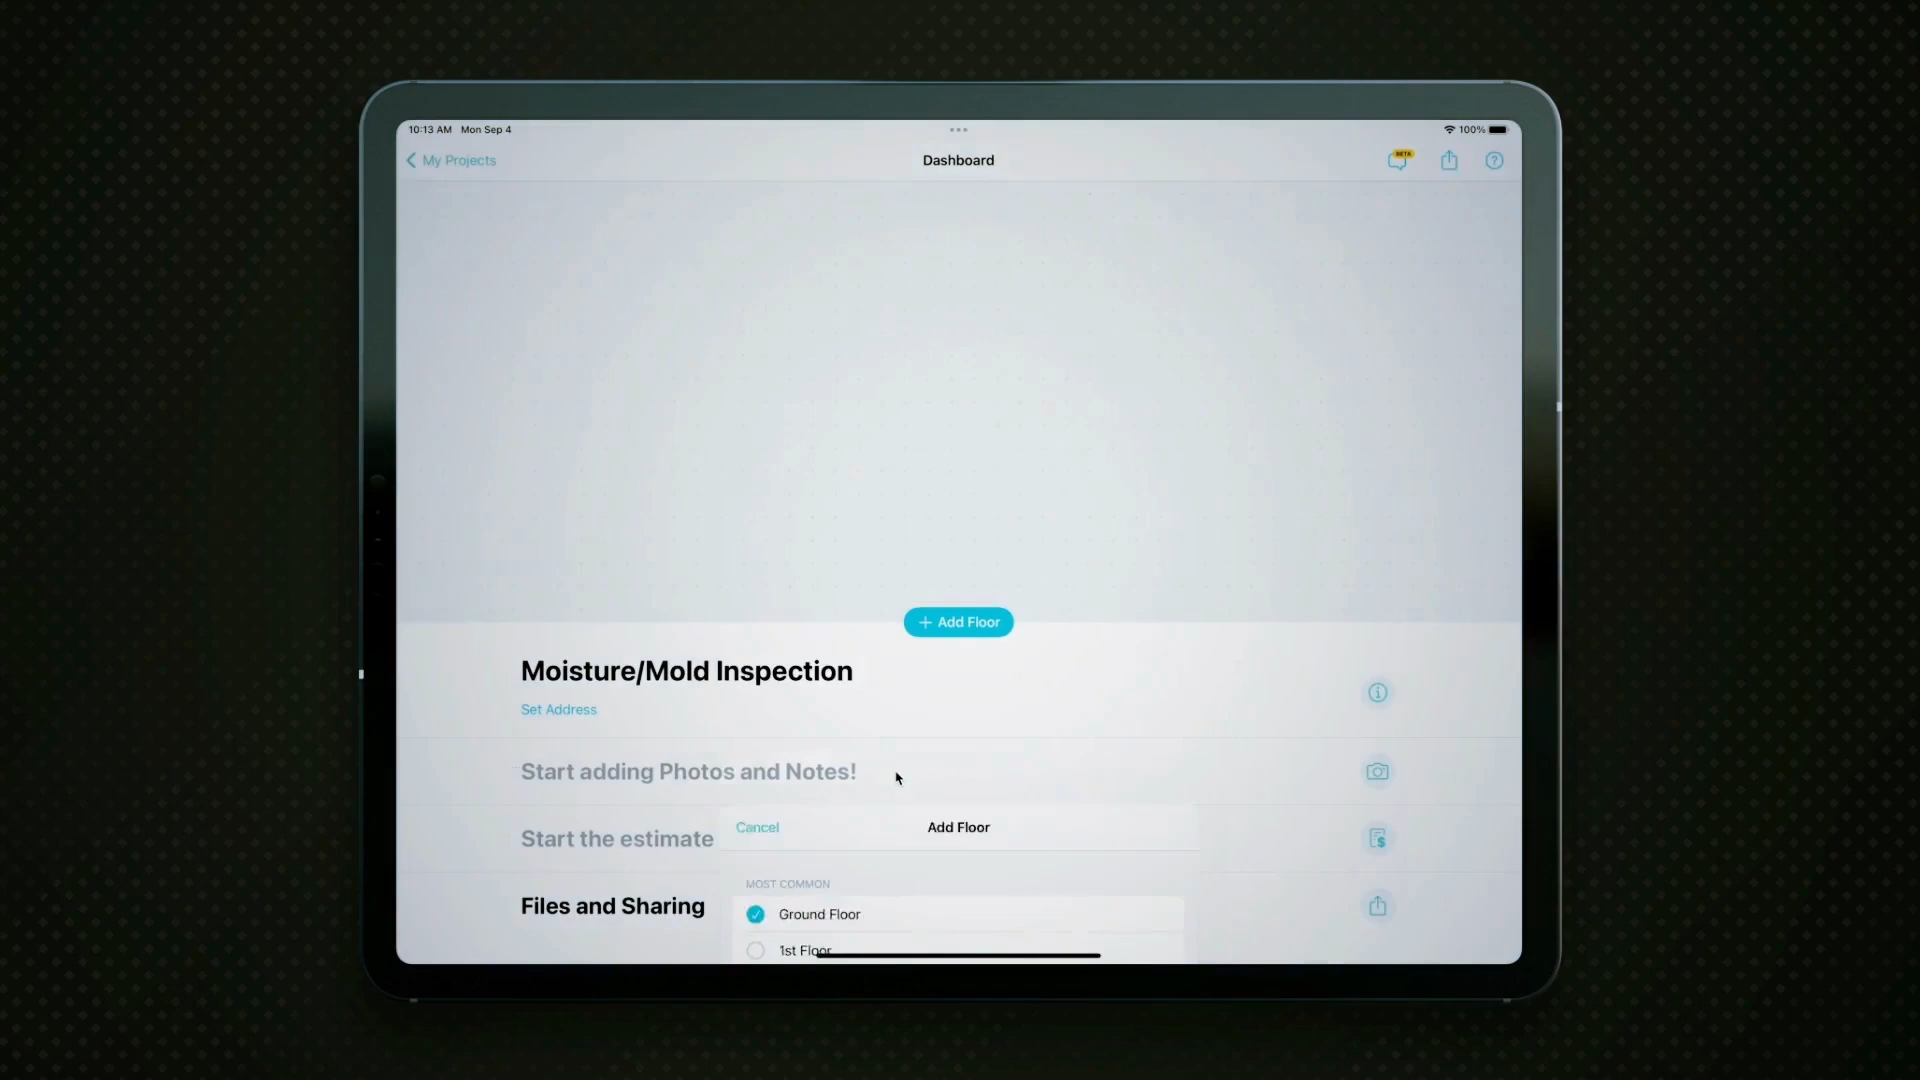 10:13 AM Mon Sep 4
100%
My Projects
Dashboard
BETA
+ Add Floor
Moisture/Mold Inspection
Set Address
Start adding Photos and Notes!
Start the estimate
Cancel
Add Floor
MOST COMMON
Ground Floor
Files and Sharing
1st Floor